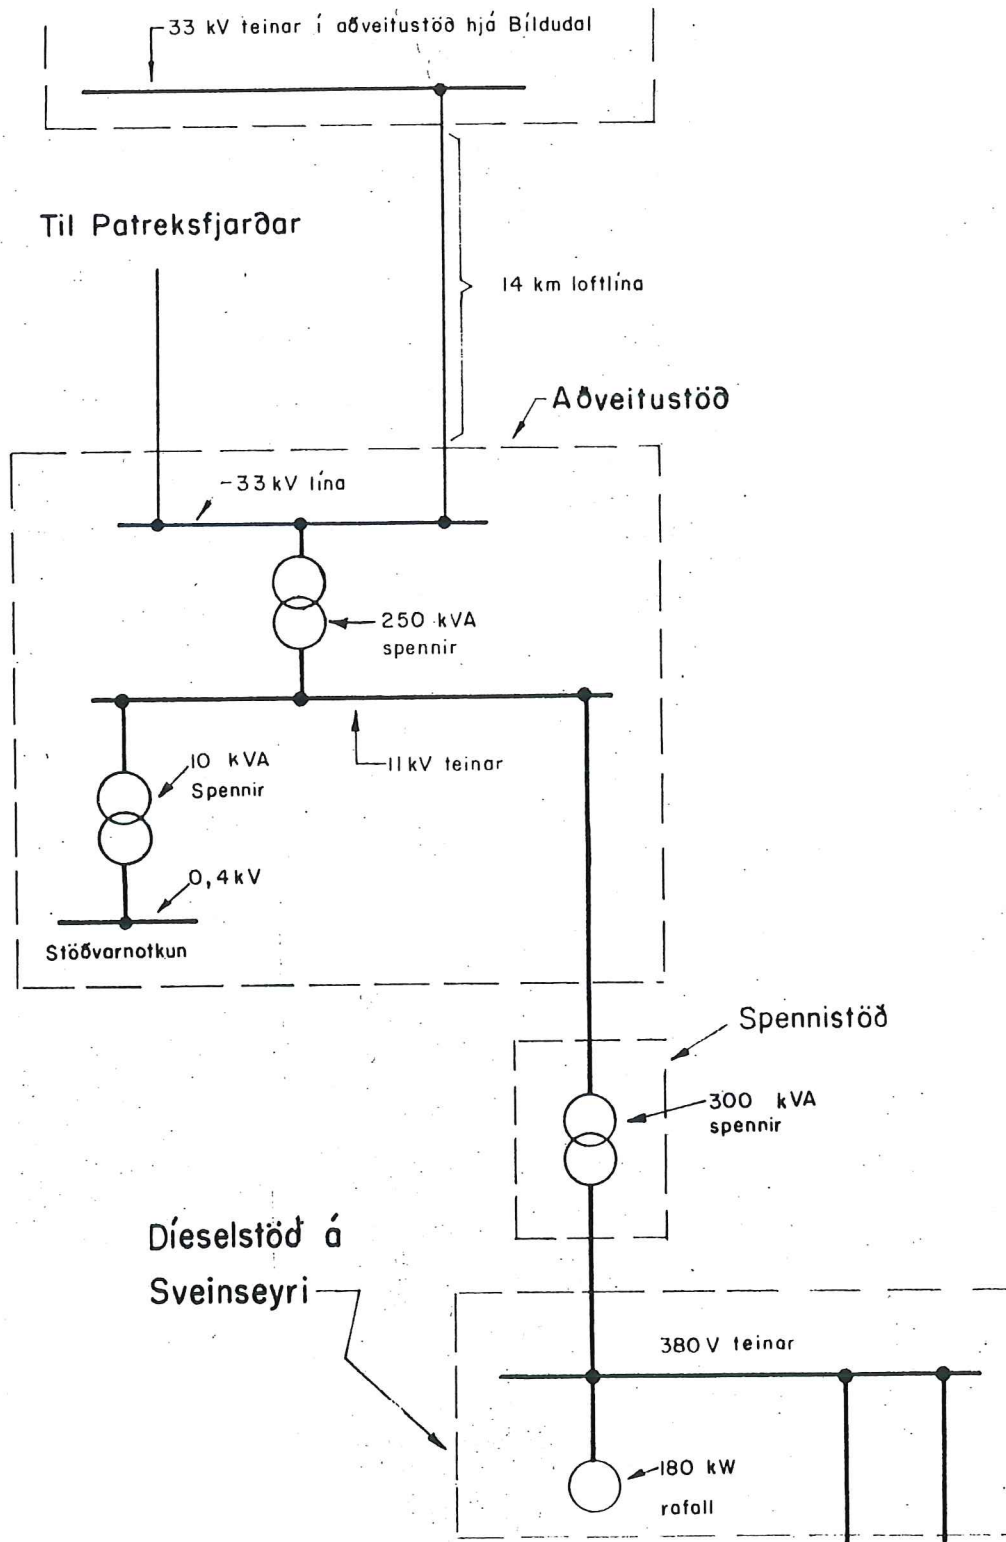 33 kV teinar í aðveitustöð hjá Bíldudal
Til Patreksfjarðar
14 km loftlína
Aðveitustöð
33 kV lína
250 kVA
spennir
11 kV teinar
10 kVA
Spennir
0,4 kV
Stöðvarnotkun
Spennistöð
300 kVA
spennir
Díeselstöð á
Sveinseyri
380 V teinar
180 kW
rafall